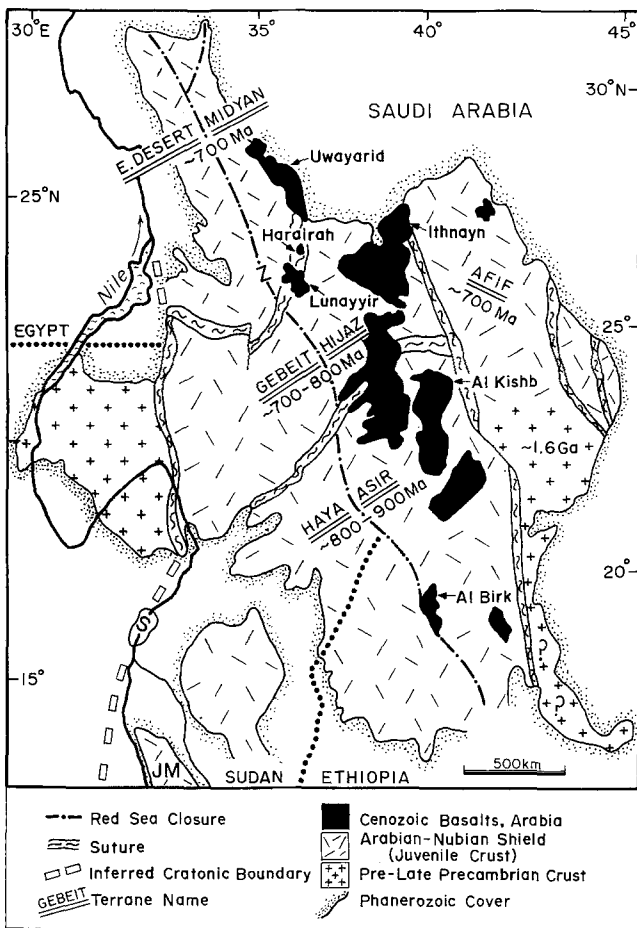 30°E
35°
40°
45°
SAUDI ARABIA
30°N
E. DESERT MIDYAN
~700 Ma
Uwayarid
25°N
Harairah
Ithnayn
Nile
Lunayyir
AFIF
~700 Ma
25°
EGYPT
GEBEIT HIJAZ
~700-800Ma
Al Kishb
~1.6Ga
HAYA ASIR
~800-900Ma
20°
Al Birk
S
?
15°
?
?
500km
JM
SUDAN ETHIOPIA
Red Sea Closure
Suture
Inferred Cratonic Boundary
GEBEIT Terrane Name
Cenozoic Basalts, Arabia
Arabian-Nubian Shield
(Juvenile Crust)
Pre-Late Precambrian Crust
Phanerozoic Cover